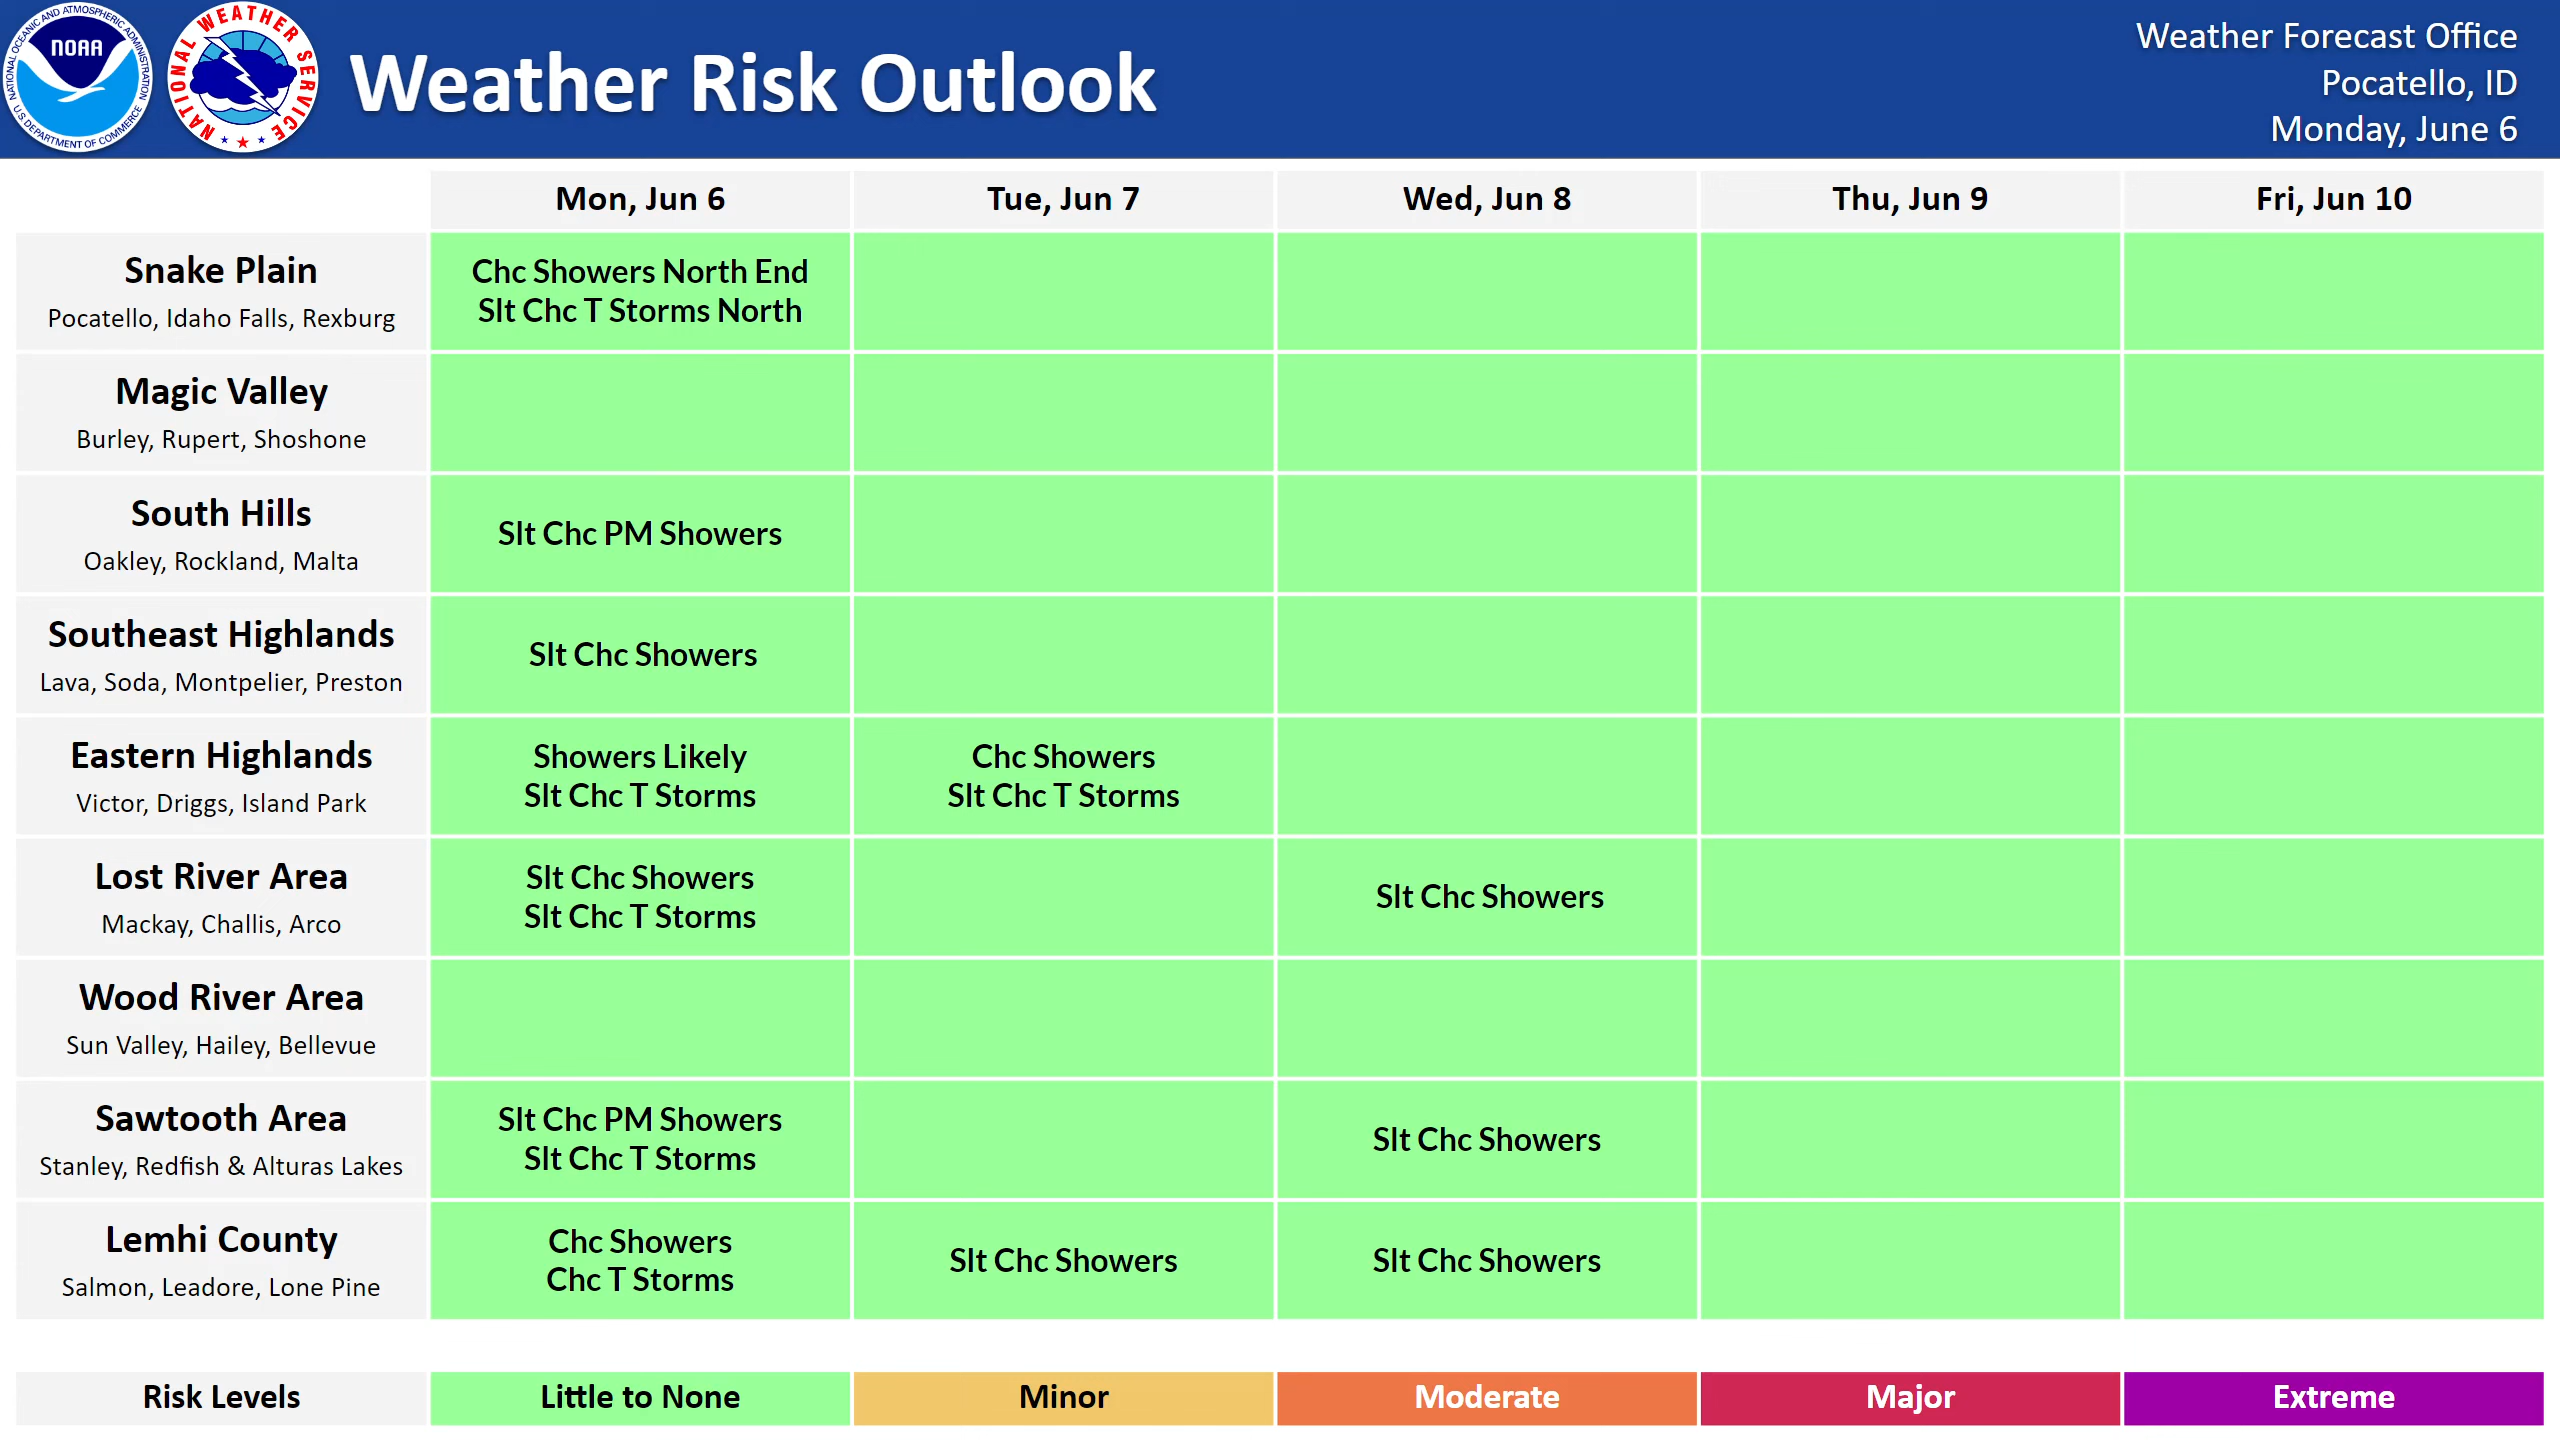 NATIONAL OCEANIC AND ATMOSPHERIC ADMINISTRATION
NOAA
U.S. DEPARTMENT OF COMMERCE
NATIONAL WEATHER SERVICE
Weather Risk Outlook
Weather Forecast Office
Pocatello, ID
Monday, June 6
Mon, Jun 6
Tue, Jun 7
Wed, Jun 8
Thu, Jun 9
Fri, Jun 10
Snake Plain
Pocatello, Idaho Falls, Rexburg
Chc Showers North End
Slt Chc T Storms North
Magic Valley
Burley, Rupert, Shoshone
South Hills
Oakley, Rockland, Malta
Slt Chc PM Showers
Southeast Highlands
Lava, Soda, Montpelier, Preston
Slt Chc Showers
Eastern Highlands
Victor, Driggs, Island Park
Showers Likely
Slt Chc T Storms
Chc Showers
Slt Chc T Storms
Lost River Area
Mackay, Challis, Arco
Slt Chc Showers
Slt Chc T Storms
Slt Chc Showers
Wood River Area
Sun Valley, Hailey, Bellevue
Sawtooth Area
Stanley, Redfish & Alturas Lakes
Slt Chc PM Showers
Slt Chc T Storms
Slt Chc Showers
Lemhi County
Salmon, Leadore, Lone Pine
Chc Showers
Chc T Storms
Slt Chc Showers
Slt Chc Showers
Risk Levels
Little to None
Minor
Moderate
Major
Extreme